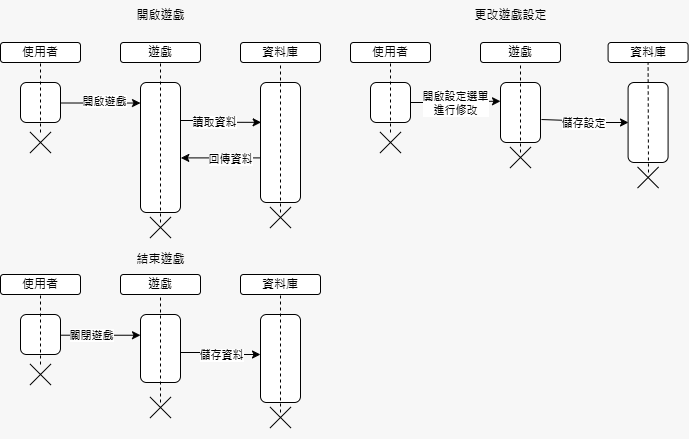 開啟遊戲
使用者
遊戲
資料庫
開啟遊戲
讀取資料
回傳資料
更改遊戲設定
使用者
遊戲
資料庫
開啟設定選單
進行修改
儲存設定
結束遊戲
使用者
遊戲
資料庫
關閉遊戲
儲存資料